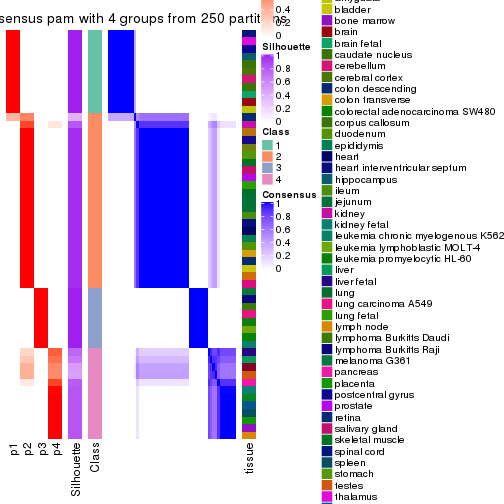 sensus pam with 4 groups from 250 partitions
0.4
0.2
0
Silhouette
1
0.8
0.6
0.4
0.2
0
Class
1
2
3
4
Consensus
1
0.8
0.6
0.4
0.2
0
p1
p2
p3
p4
Silhouette
Class
tissue
bladder
bone marrow
brain
brain fetal
caudate nucleus
cerebellum
cerebral cortex
colon descending
colon transverse
colorectal adenocarcinoma SW480
corpus callosum
duodenum
epididymis
heart
heart interventricular septum
hippocampus
ileum
jejunum
kidney
kidney fetal
leukemia chronic myelogenous K562
leukemia lymphoblastic MOLT-4
leukemia promyelocytic HL-60
liver
liver fetal
lung
lung carcinoma A549
lung fetal
lymph node
lymphoma Burkitts Daudi
lymphoma Burkitts Raji
melanoma G361
pancreas
placenta
postcentral gyrus
prostate
retina
salivary gland
skeletal muscle
spinal cord
spleen
stomach
testes
thalamus